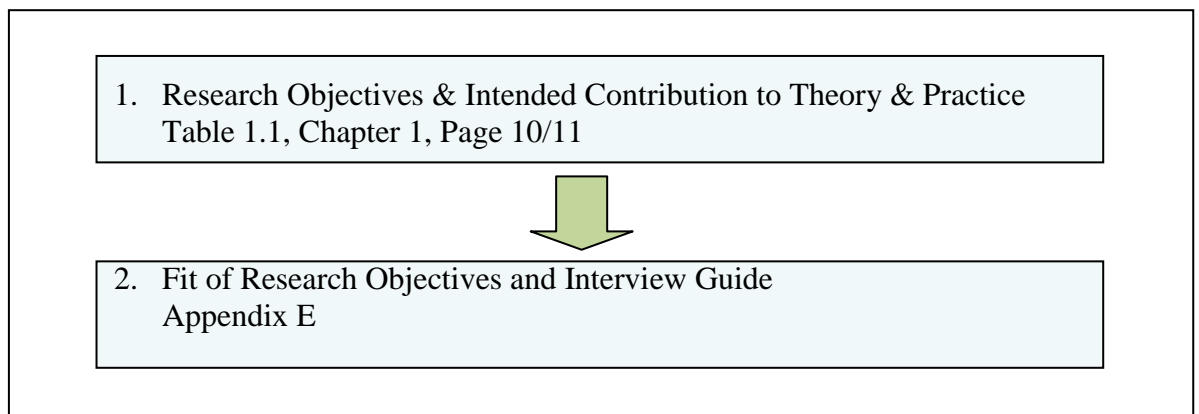 1. Research Objectives & Intended Contribution to Theory & Practice
Table 1.1, Chapter 1, Page 10/11
2. Fit of Research Objectives and Interview Guide
Appendix E